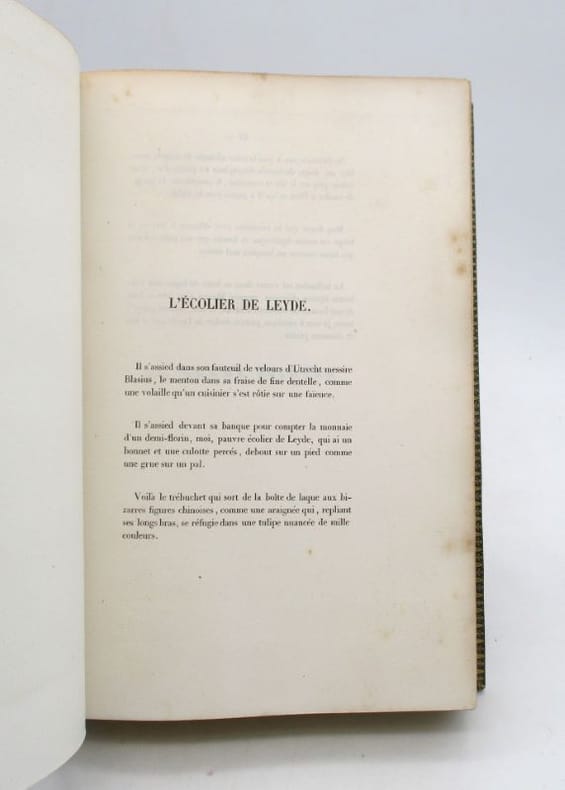 L'ÉCOLIER DE LEYDE.
Il s'assied dans son fauteuil de velours d'Utrecht messire
Blasius, le menton dans sa fraise de fine dentelle, comme
une volaille qu'un cuisinier s'est rôtie sur une faïence.
Il s'assied devant sa banque pour compter la monnaie
d'un demi-florin, moi, pauvre écolier de Leyde, qui ai un
bonnet et une culotte percés, debout sur un pied comme
une grue sur un pal.
Voilà le trébuchet qui sort de la boîte de laque aux bi-
zarres figures chinoises, comme une araignée qui, repliant
ses longs bras, se réfugie dans une tulipe nuancée de mille
couleurs.